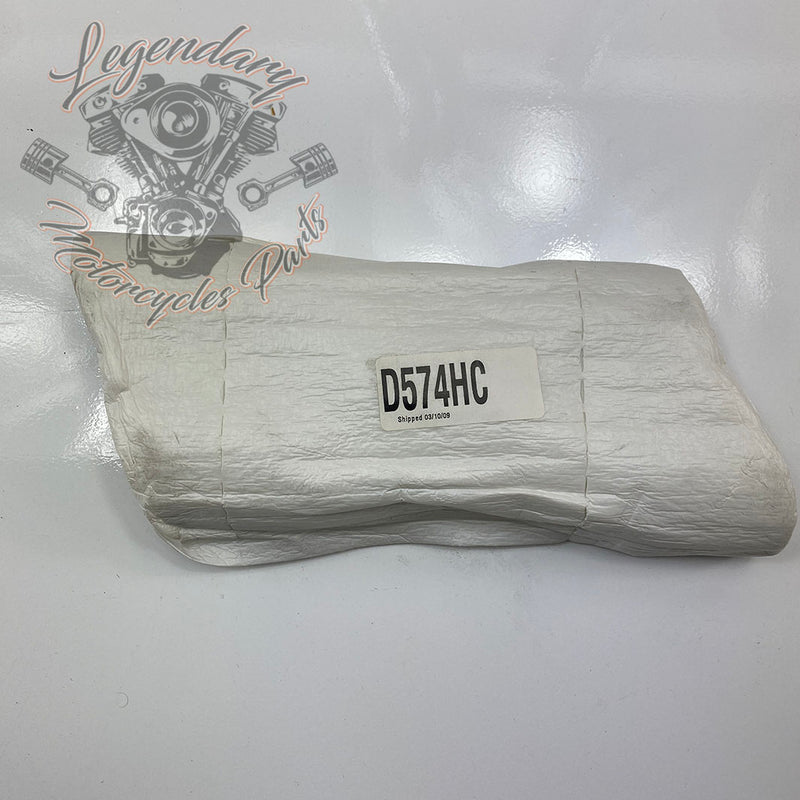 Legendary
Motorcycles Parts
D574HC
Shipped 03/10/09